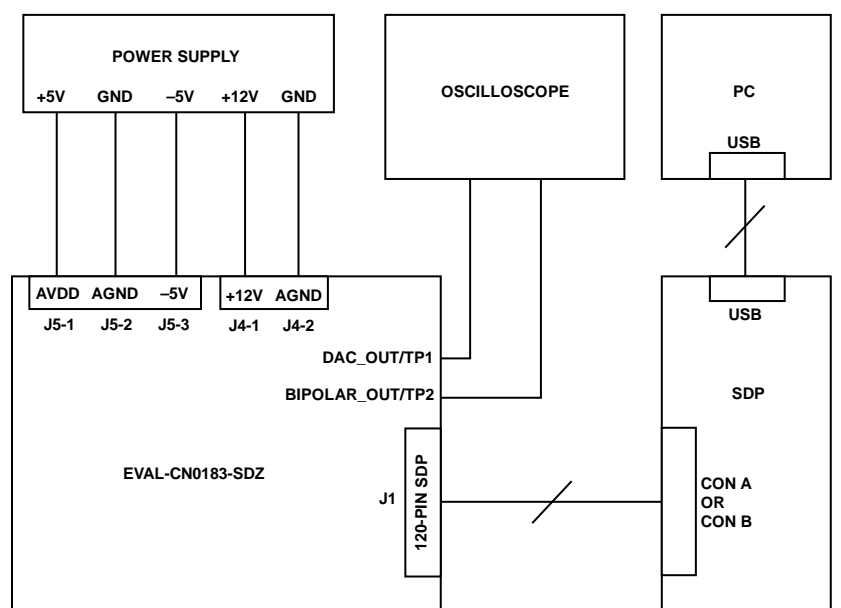 POWER SUPPLY
+5V GND –5V +12V GND
OSCILLOSCOPE
PC
USB
AVDD AGND –5V
+12V AGND
J5-1 J5-2 J5-3 J4-1 J4-2
USB
DAC_OUT/TP1
BIPOLAR_OUT/TP2
SDP
EVAL-CN0183-SDZ
J1
120-PIN SDP
CON A
OR
CON B